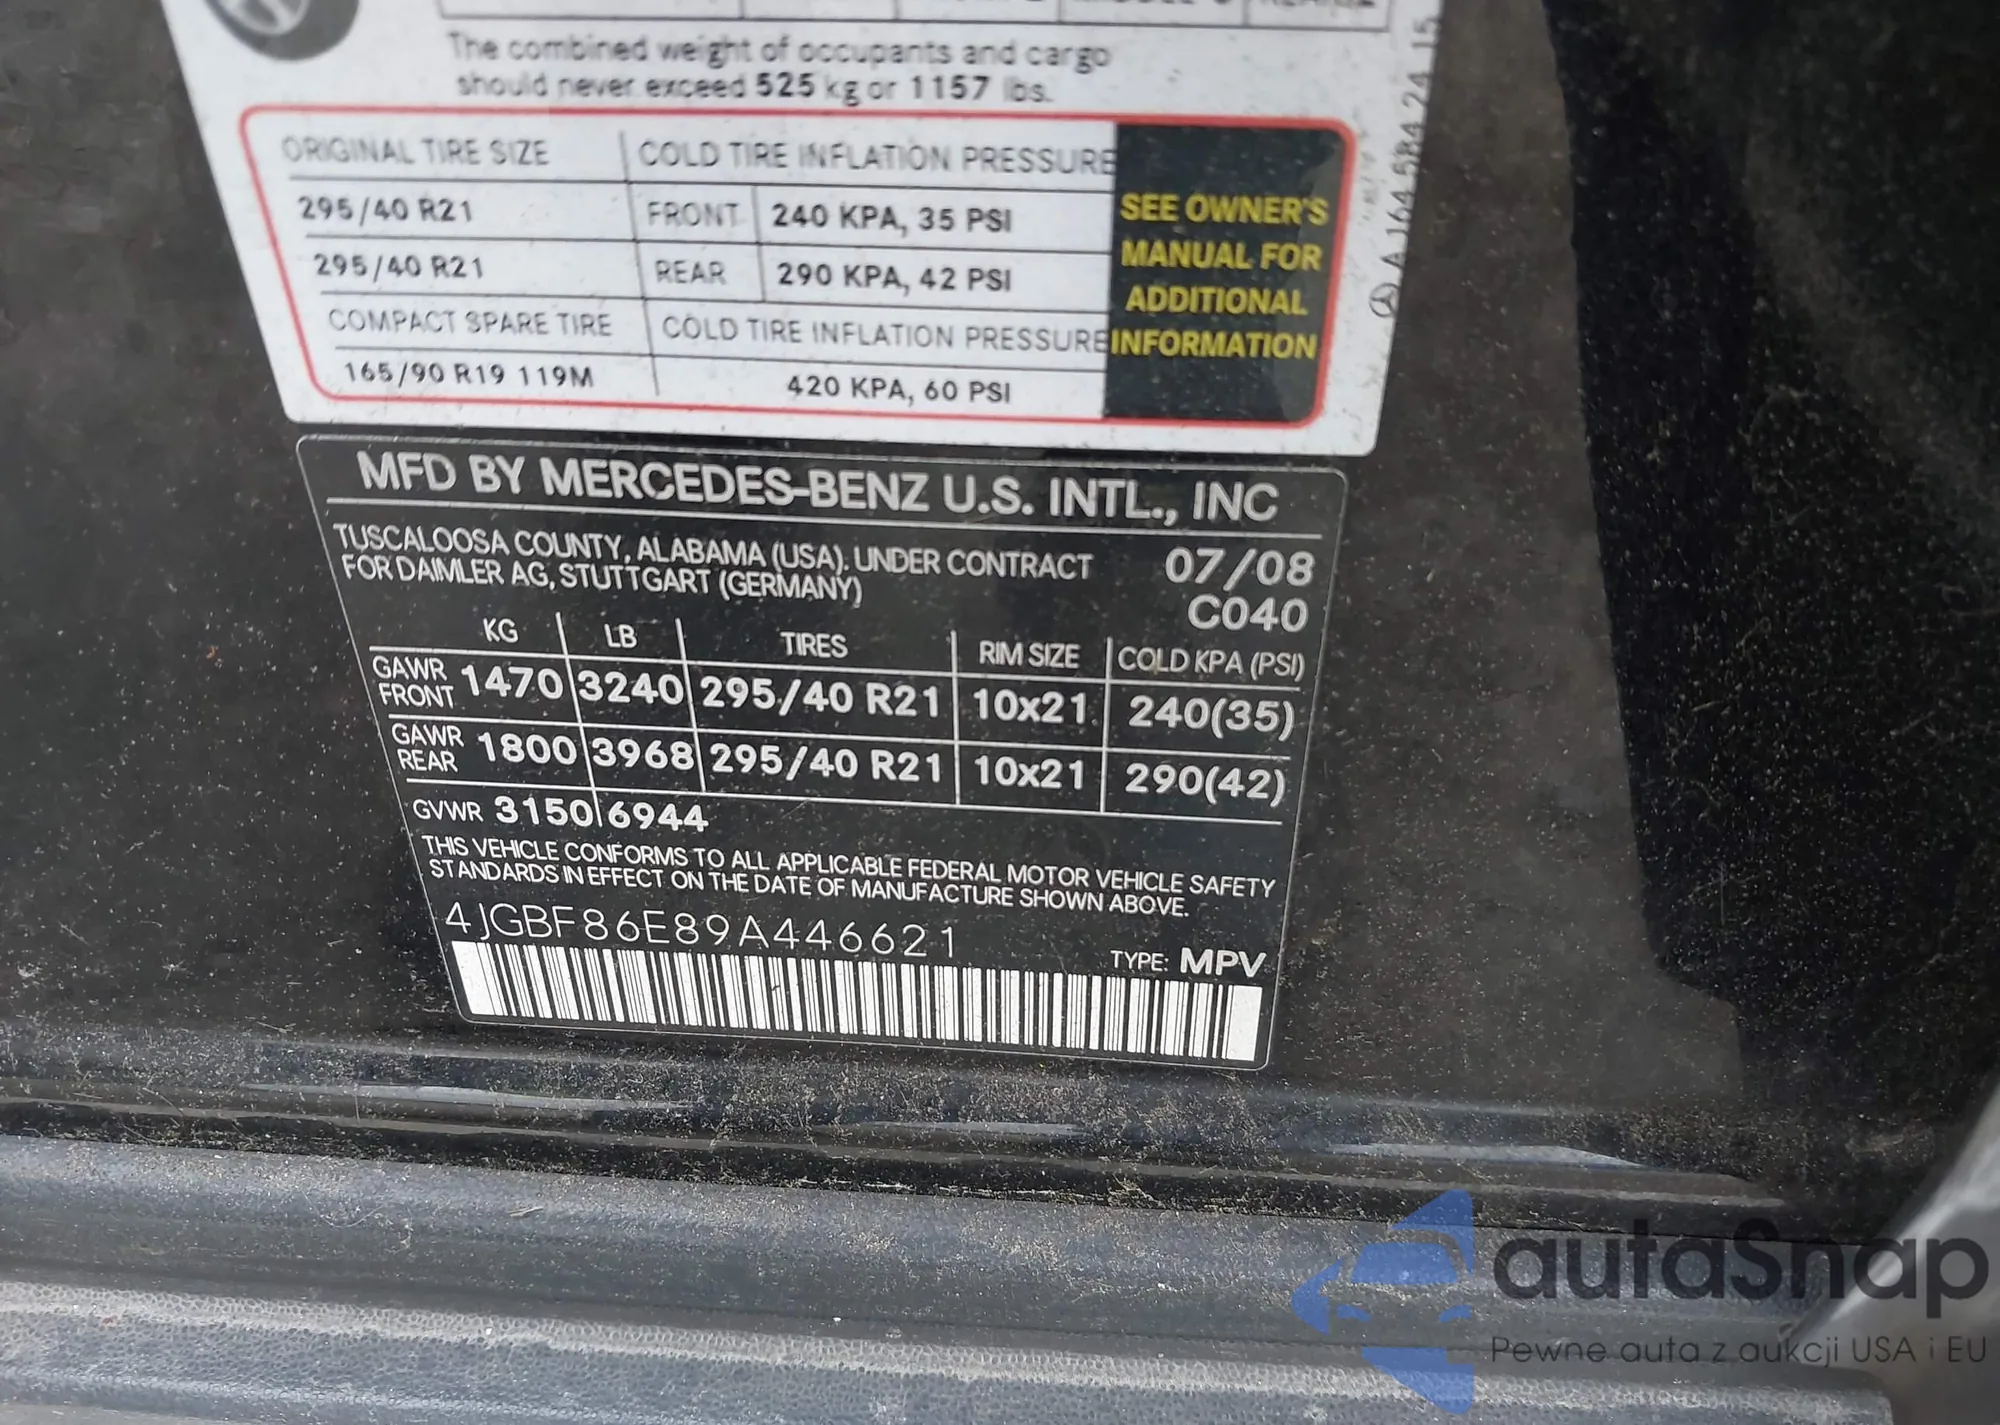 The combined weight of occupants and cargo
should never exceed 525 kg or 1157 lbs.
ORIGINAL TIRE SIZE COLD TIRE INFLATION PRESSURE
295/40 R21 FRONT 240 KPA, 35 PSI
295/40 R21 REAR 290 KPA, 42 PSI
COMPACT SPARE TIRE COLD TIRE INFLATION PRESSURE
165/90 R19 119M 420 KPA, 60 PSI
SEE OWNER'S
MANUAL FOR
ADDITIONAL
INFORMATION
A 164 584 24 15
MFD BY MERCEDES-BENZ U.S. INTL., INC
TUSCALOOSA COUNTY, ALABAMA (USA). UNDER CONTRACT
FOR DAIMLER AG, STUTTGART (GERMANY)
07/08
C040
KG LB TIRES RIM SIZE COLD KPA (PSI)
GAWR FRONT 1470 3240 295/40 R21 10x21 240(35)
GAWR REAR 1800 3968 295/40 R21 10x21 290(42)
GVWR 3150 6944
THIS VEHICLE CONFORMS TO ALL APPLICABLE FEDERAL MOTOR VEHICLE SAFETY
STANDARDS IN EFFECT ON THE DATE OF MANUFACTURE SHOWN ABOVE.
4JGBF86E89A446621
TYPE: MPV
autaSnap
Pewne auta z aukcji USA i EU